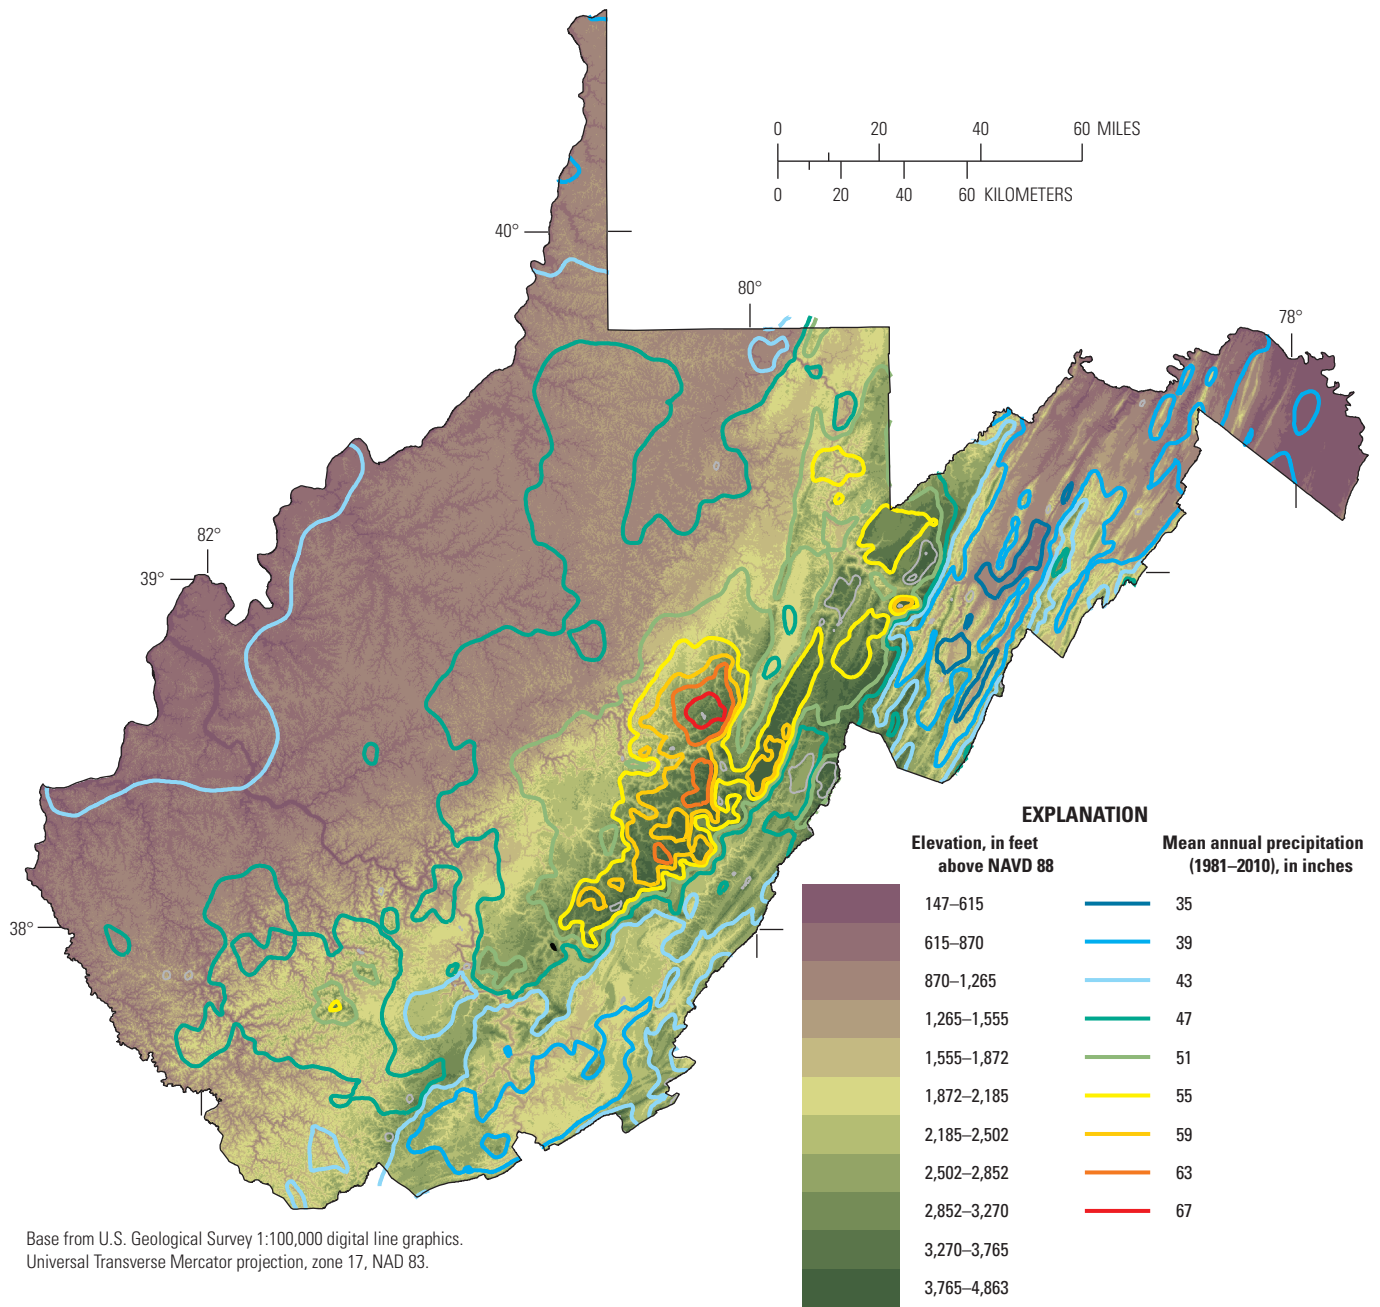 0 20 40 60 MILES
0 20 40 60 KILOMETERS
40°
80°
78°
82°
39°
38°
EXPLANATION
Elevation, in feet
above NAVD 88
147–615
615–870
870–1,265
1,265–1,555
1,555–1,872
1,872–2,185
2,185–2,502
2,502–2,852
2,852–3,270
3,270–3,765
3,765–4,863
Mean annual precipitation
(1981–2010), in inches
35
39
43
47
51
55
59
63
67
Base from U.S. Geological Survey 1:100,000 digital line graphics.
Universal Transverse Mercator projection, zone 17, NAD 83.